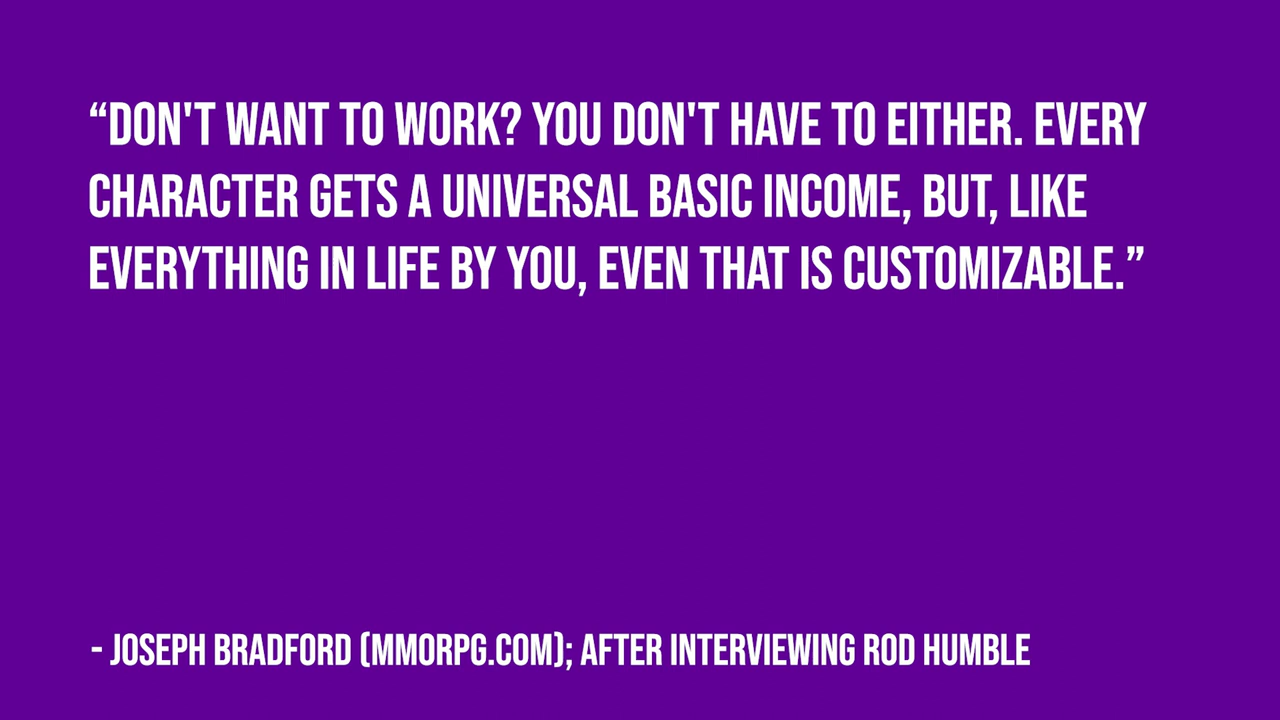 “DON'T WANT TO WORK? YOU DON'T HAVE TO EITHER. EVERY
CHARACTER GETS A UNIVERSAL BASIC INCOME, BUT, LIKE
EVERYTHING IN LIFE BY YOU, EVEN THAT IS CUSTOMIZABLE.”
- JOSEPH BRADFORD (MMORPG.COM); AFTER INTERVIEWING ROD HUMBLE